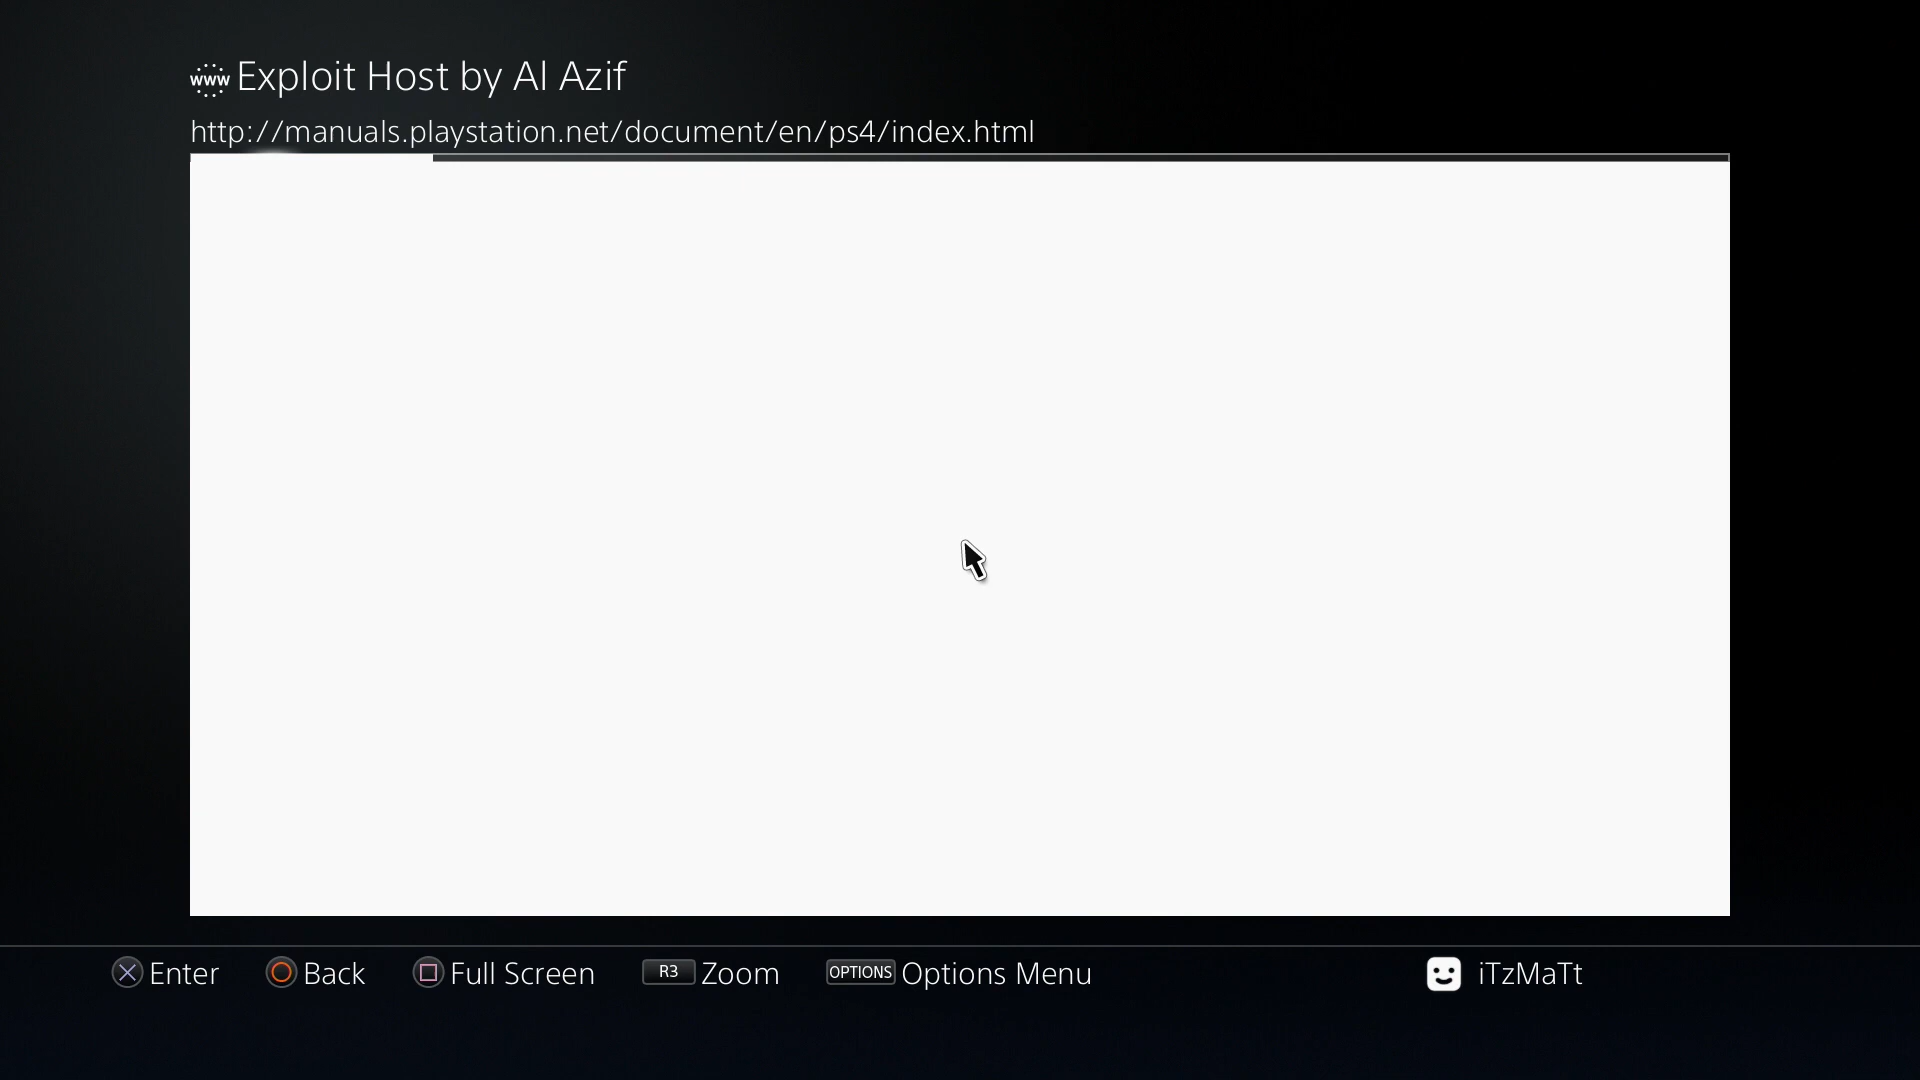 www Exploit Host by Al Azif
http://manuals.playstation.net/document/en/ps4/index.html
Enter Back Full Screen R3 Zoom OPTIONS Options Menu iTzMaTt